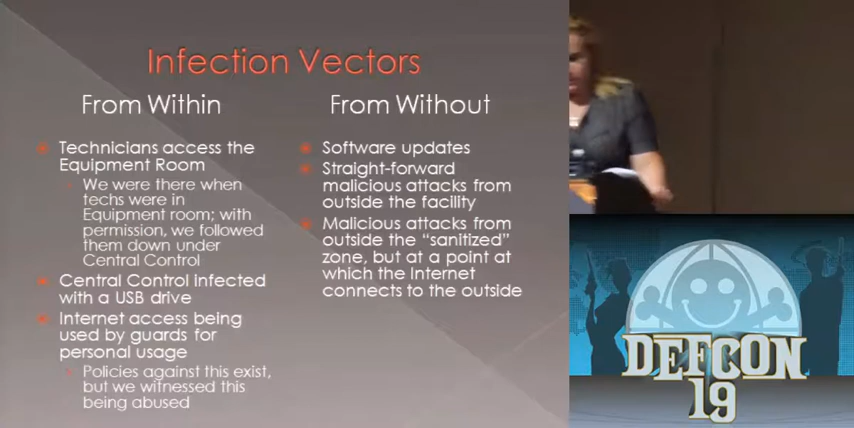 Infection Vectors
From Within
Technicians access the
Equipment Room
We were there when
techs were in
Equipment room; with
permission, we followed
them down under
Central Control
Central Control infected
with a USB drive
Internet access being
used by guards for
personal usage
Policies against this exist,
but we witnessed this
being abused
From Without
Software updates
Straight-forward
malicious attacks from
outside the facility
Malicious attacks from
outside the “sanitized”
zone, but at a point at
which the Internet
connects to the outside
DEFCON
19